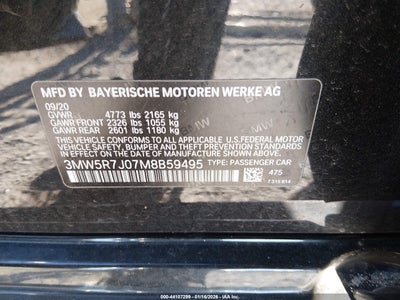 MFD BY BAYERISCHE MOTOREN WERKE AG
09/20
GVWR 4773 lbs 2165 kg
GAWR FRONT 2326 lbs 1055 kg
GAWR REAR 2601 lbs 1180 kg
THIS VEHICLE CONFORMS TO ALL APPLICABLE U.S.FEDERAL MOTOR
VEHICLE SAFETY, BUMPER, AND THEFT PREVENTION STANDARDS
IN EFFECT ON THE DATE OF MANUFACTURE SHOWN ABOVE.
3MW5R7J07M8B59495 TYPE: PASSENGER CAR
475
000-44107299 - 01/16/2026 - IAA Inc.